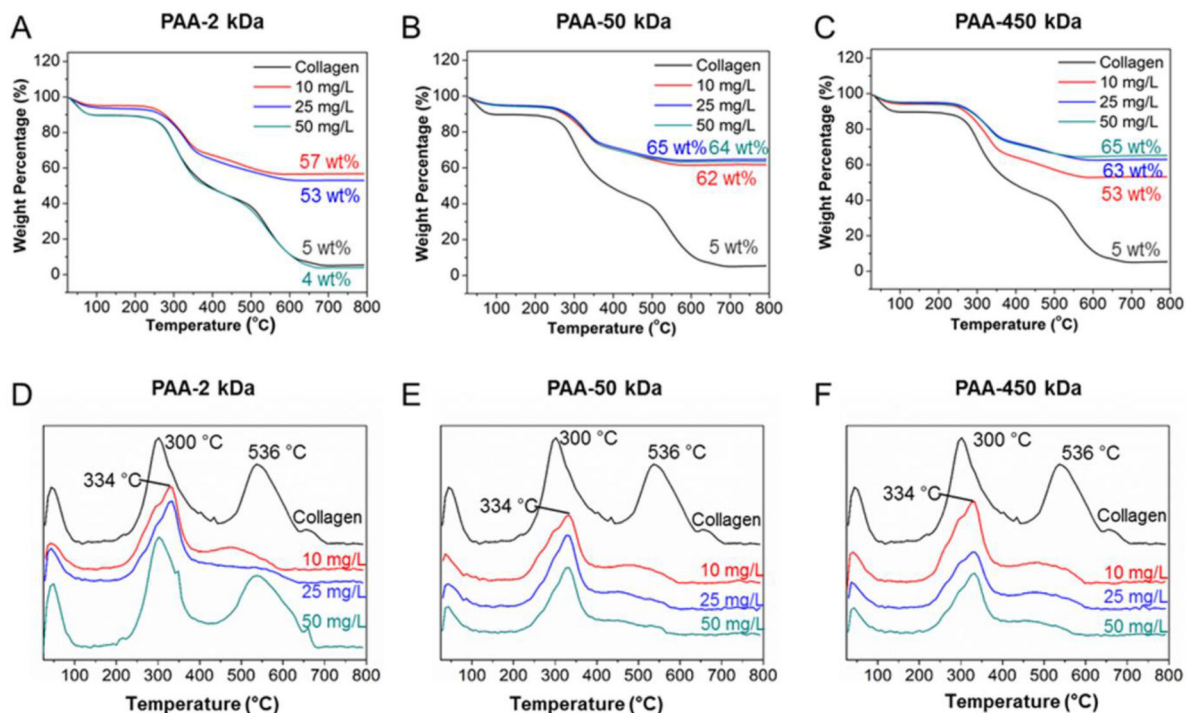 A
PAA-2 kDa
Weight Percentage (%)
120
100
80
60
40
20
0
Collagen
10 mg/L
25 mg/L
50 mg/L
57 wt%
53 wt%
5 wt%
4 wt%
100 200 300 400 500 600 700 800
Temperature (°C)
B
PAA-50 kDa
Weight Percentage (%)
120
100
80
60
40
20
0
Collagen
10 mg/L
25 mg/L
50 mg/L
65 wt% 64 wt%
62 wt%
5 wt%
100 200 300 400 500 600 700 800
Temperature (°C)
C
PAA-450 kDa
Weight Percentage (%)
120
100
80
60
40
20
0
Collagen
10 mg/L
25 mg/L
50 mg/L
65 wt%
63 wt%
53 wt%
5 wt%
100 200 300 400 500 600 700 800
Temperature (°C)
D
PAA-2 kDa
300 °C
536 °C
334 °C
Collagen
10 mg/L
25 mg/L
50 mg/L
100 200 300 400 500 600 700 800
Temperature (°C)
E
PAA-50 kDa
300 °C
536 °C
334 °C
Collagen
10 mg/L
25 mg/L
50 mg/L
100 200 300 400 500 600 700 800
Temperature (°C)
F
PAA-450 kDa
300 °C
536 °C
334 °C
Collagen
10 mg/L
25 mg/L
50 mg/L
100 200 300 400 500 600 700 800
Temperature (°C)